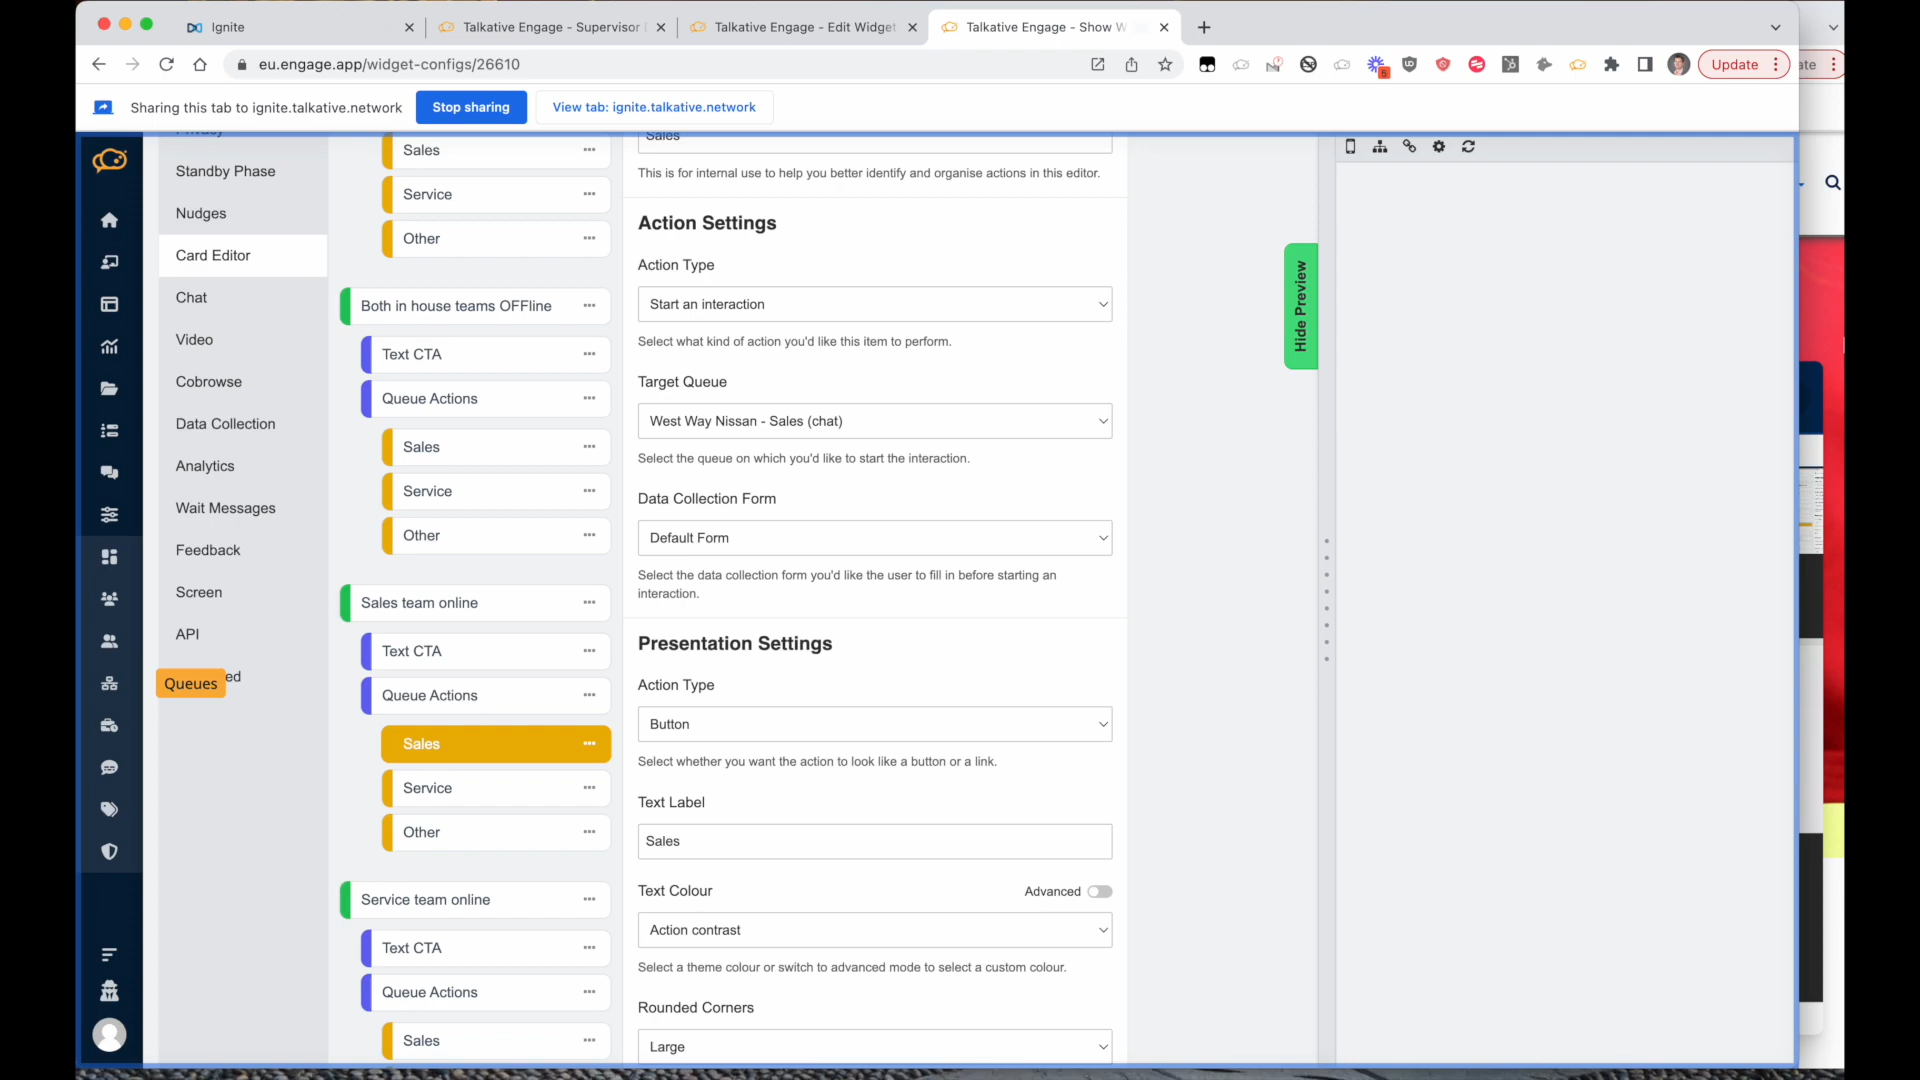 Ignite
Talkative Engage - Supervisor
Talkative Engage - Edit Widget
Talkative Engage - Show W
eu.engage.app/widget-configs/26610
6
Update
ate
Sharing this tab to ignite.talkative.network
Stop sharing
View tab: ignite.talkative.network
Privacy
Standby Phase
Nudges
Card Editor
Chat
Video
Cobrowse
Data Collection
Analytics
Wait Messages
Feedback
Screen
API
ed
Queues
Sales
Service
Other
Both in house teams OFFline
Text CTA
Queue Actions
Sales
Service
Other
Sales team online
Text CTA
Queue Actions
Sales
Service
Other
Service team online
Text CTA
Queue Actions
Sales
Sales
This is for internal use to help you better identify and organise actions in this editor.
Action Settings
Action Type
Start an interaction
Select what kind of action you'd like this item to perform.
Target Queue
West Way Nissan - Sales (chat)
Select the queue on which you'd like to start the interaction.
Data Collection Form
Default Form
Select the data collection form you'd like the user to fill in before starting an
interaction.
Presentation Settings
Action Type
Button
Select whether you want the action to look like a button or a link.
Text Label
Sales
Text Colour
Advanced
Action contrast
Select a theme colour or switch to advanced mode to select a custom colour.
Rounded Corners
Large
Hide Preview